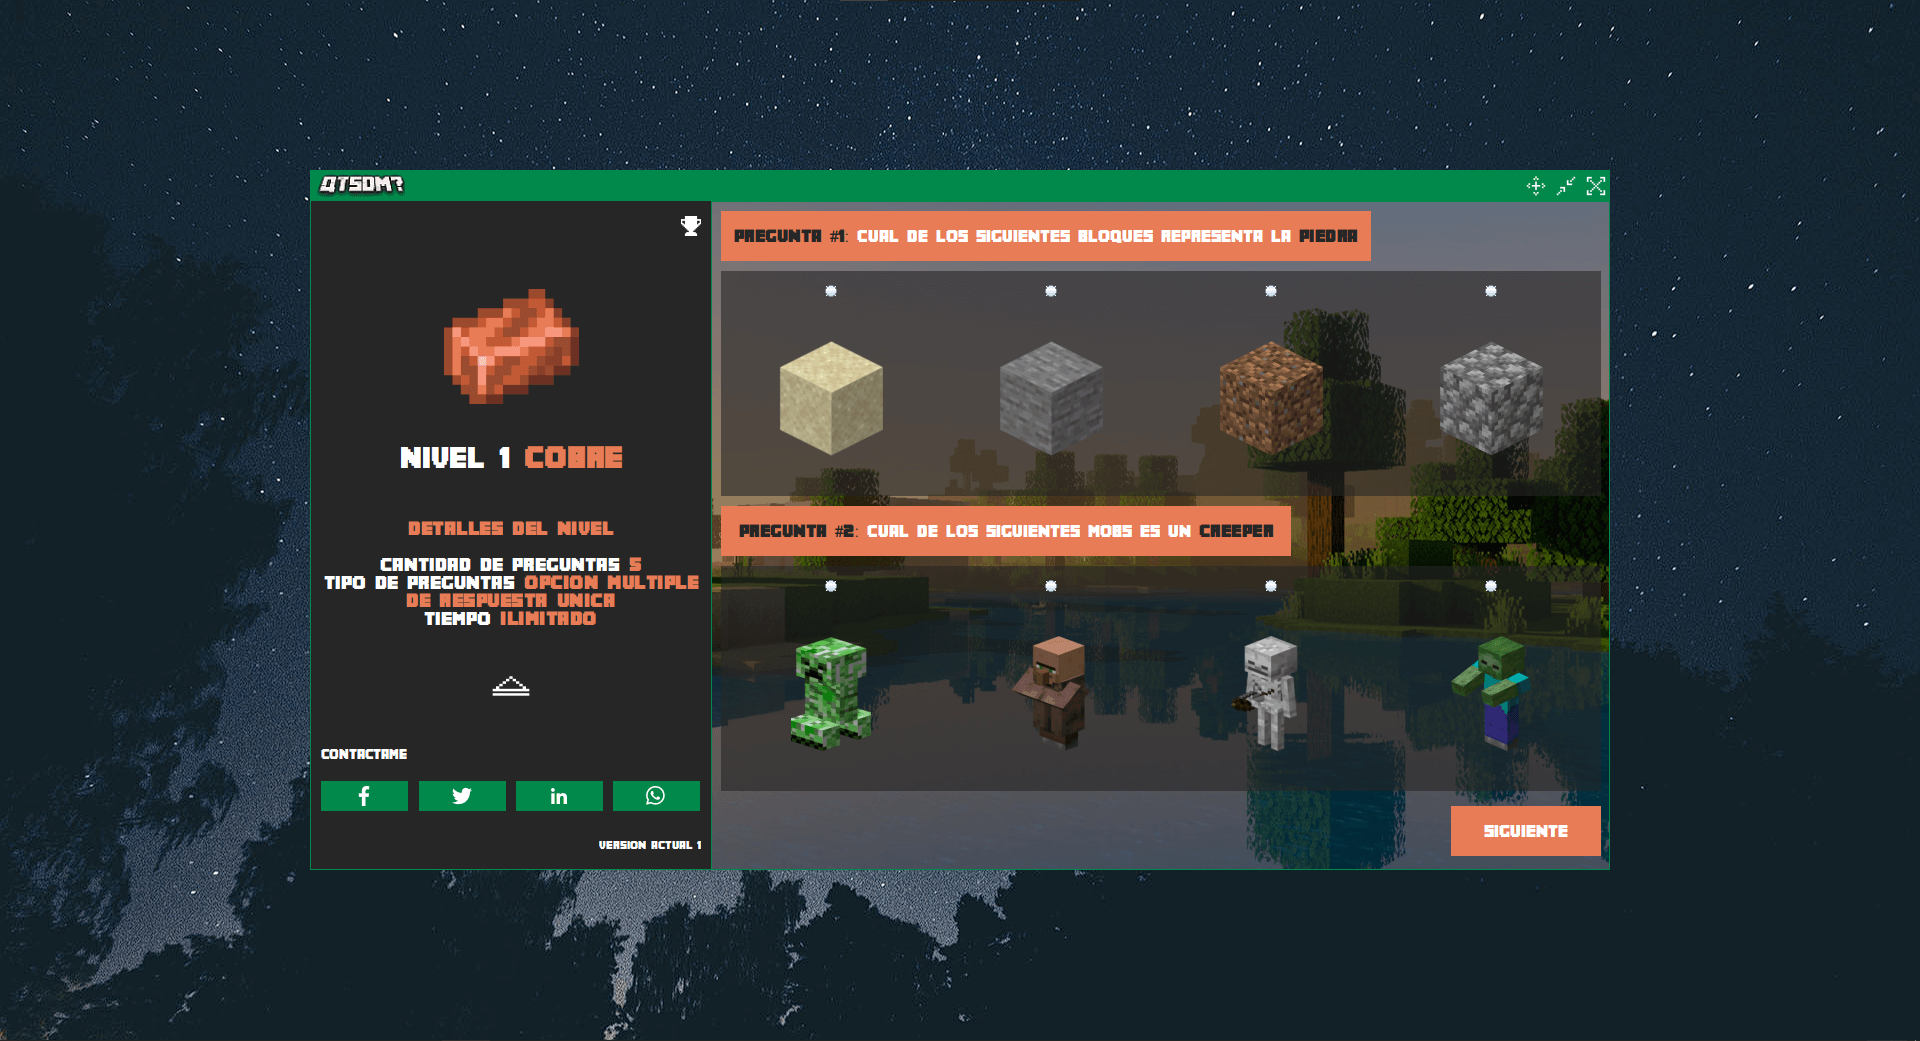 QTSDM?
PREGUNTA #1: CUAL DE LOS SIGUIENTES BLOQUES REPRESENTA LA PIEDRA
NIVEL 1 COBRE
DETALLES DEL NIVEL
CANTIDAD DE PREGUNTAS 5
TIPO DE PREGUNTAS OPCION MULTIPLE
DE RESPUESTA UNICA
TIEMPO ILIMITADO
CONTACTAME
VERSION ACTUAL 1
PREGUNTA #2: CUAL DE LOS SIGUIENTES MOBS ES UN CREEPER
SIGUIENTE